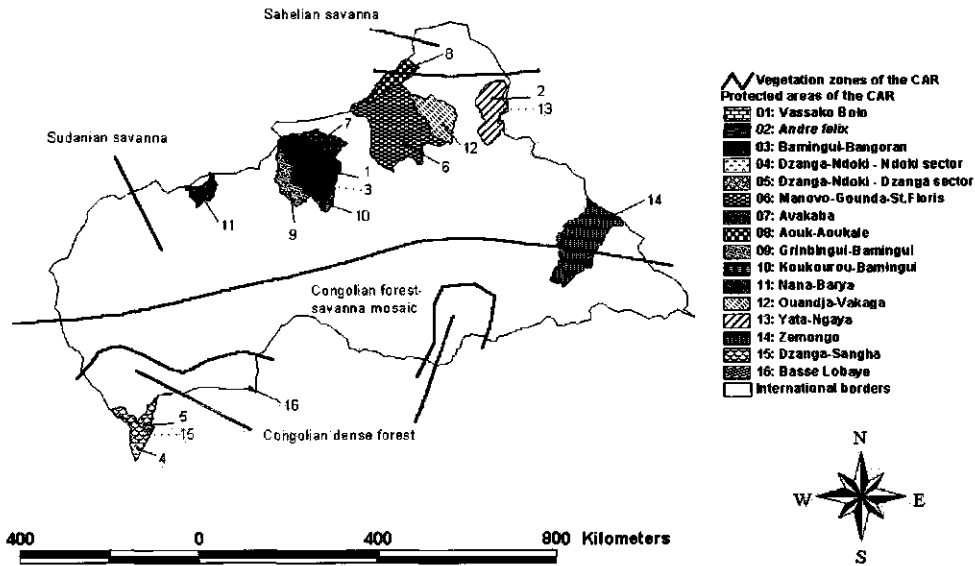 Sahelian savanna
8
2
13
Sudanian savanna
7
12
6
1
3
10
9
11
14
Congolian forest-
savanna mosaic
16
Congolian dense forest
5
15
4
Vegetation zones of the CAR
Protected areas of the CAR
01: Vassako Bolo
02: Andre felix
03: Bamingui-Bangoran
04: Dzanga-Ndoki - Ndoki sector
05: Dzanga-Ndoki - Dzanga sector
06: Manovo-Gounda-St.Floris
07: Avakaba
08: Aouk-Aoukale
09: Gribingui-Bamingui
10: Koukourou-Bamingui
11: Nana-Barya
12: Ouandja-Vakaga
13: Yata-Ngaya
14: Zemongo
15: Dzanga-Sangha
16: Basse Lobaye
International borders
N
W E
S
400 0 400 800 Kilometers